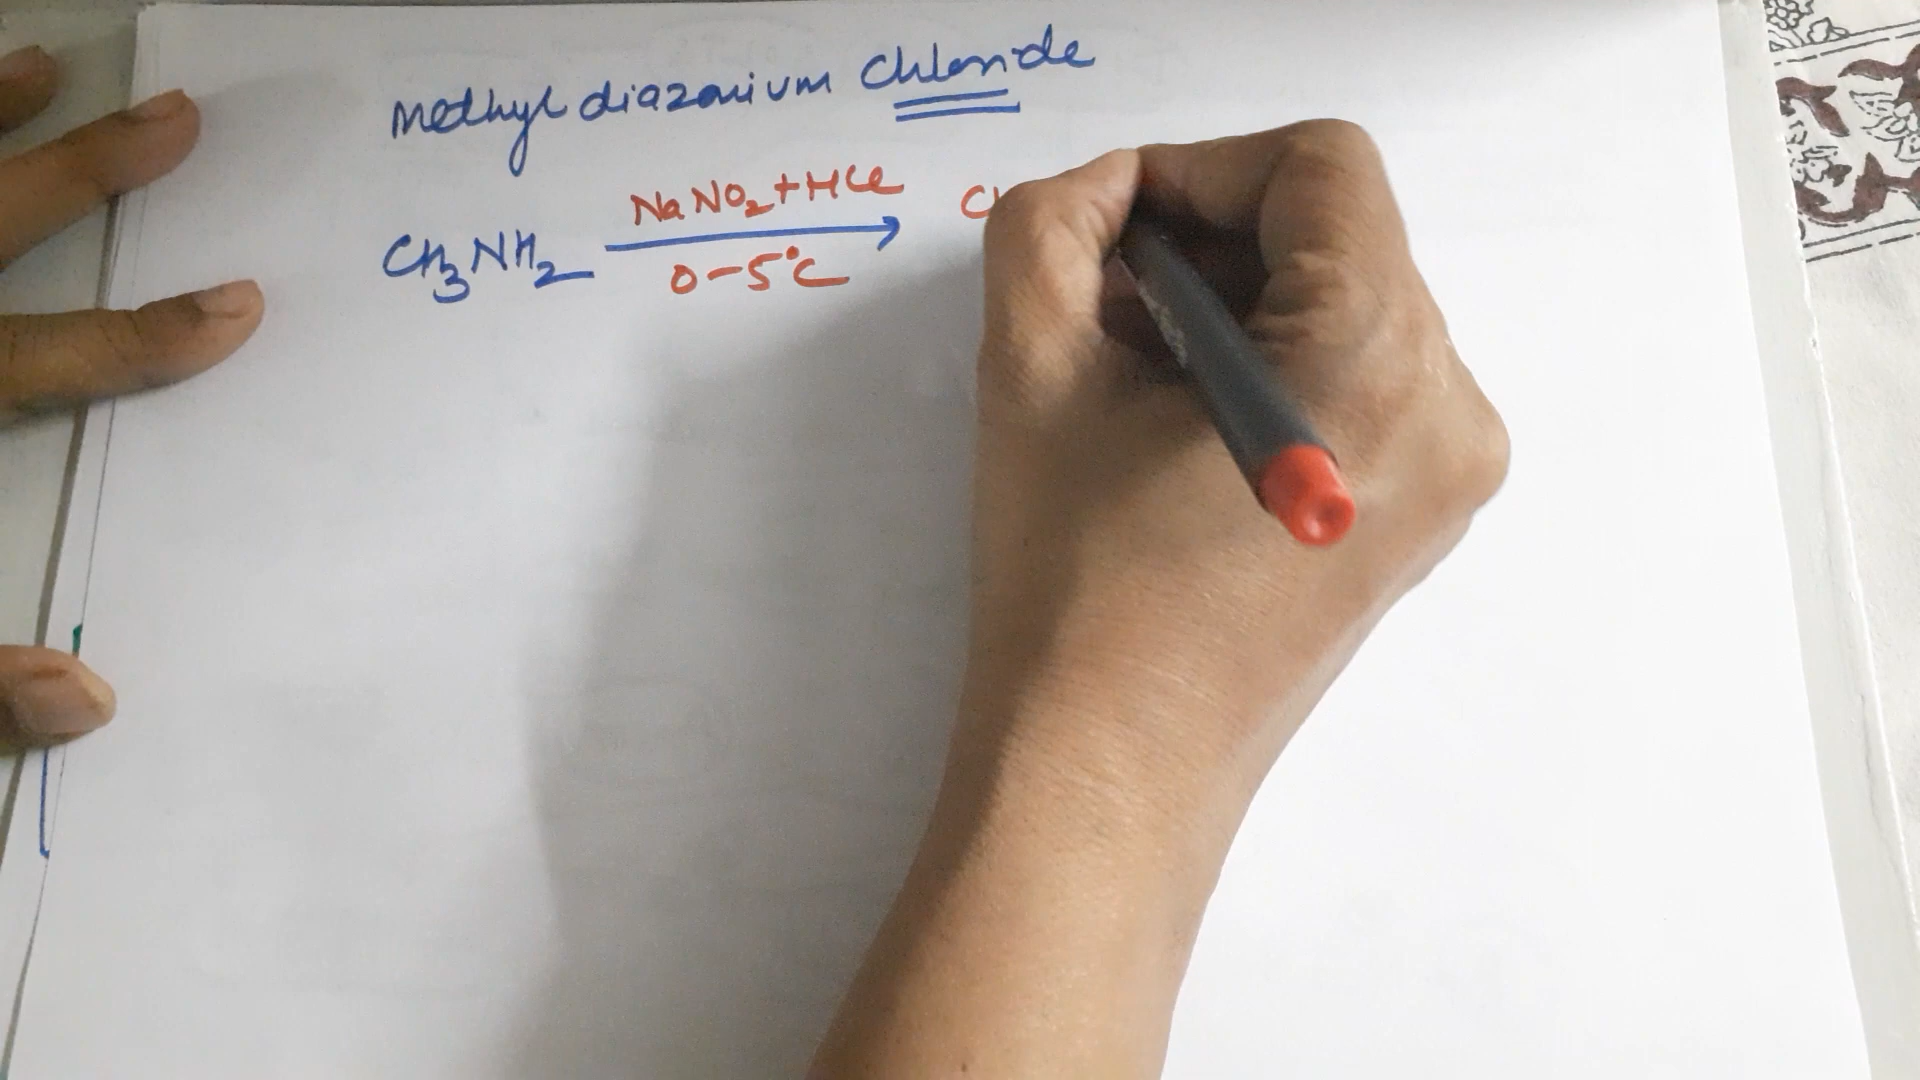 Methyl diazonium Chloride
NaNO2+HCl
CH3NH2
0-5°C
C